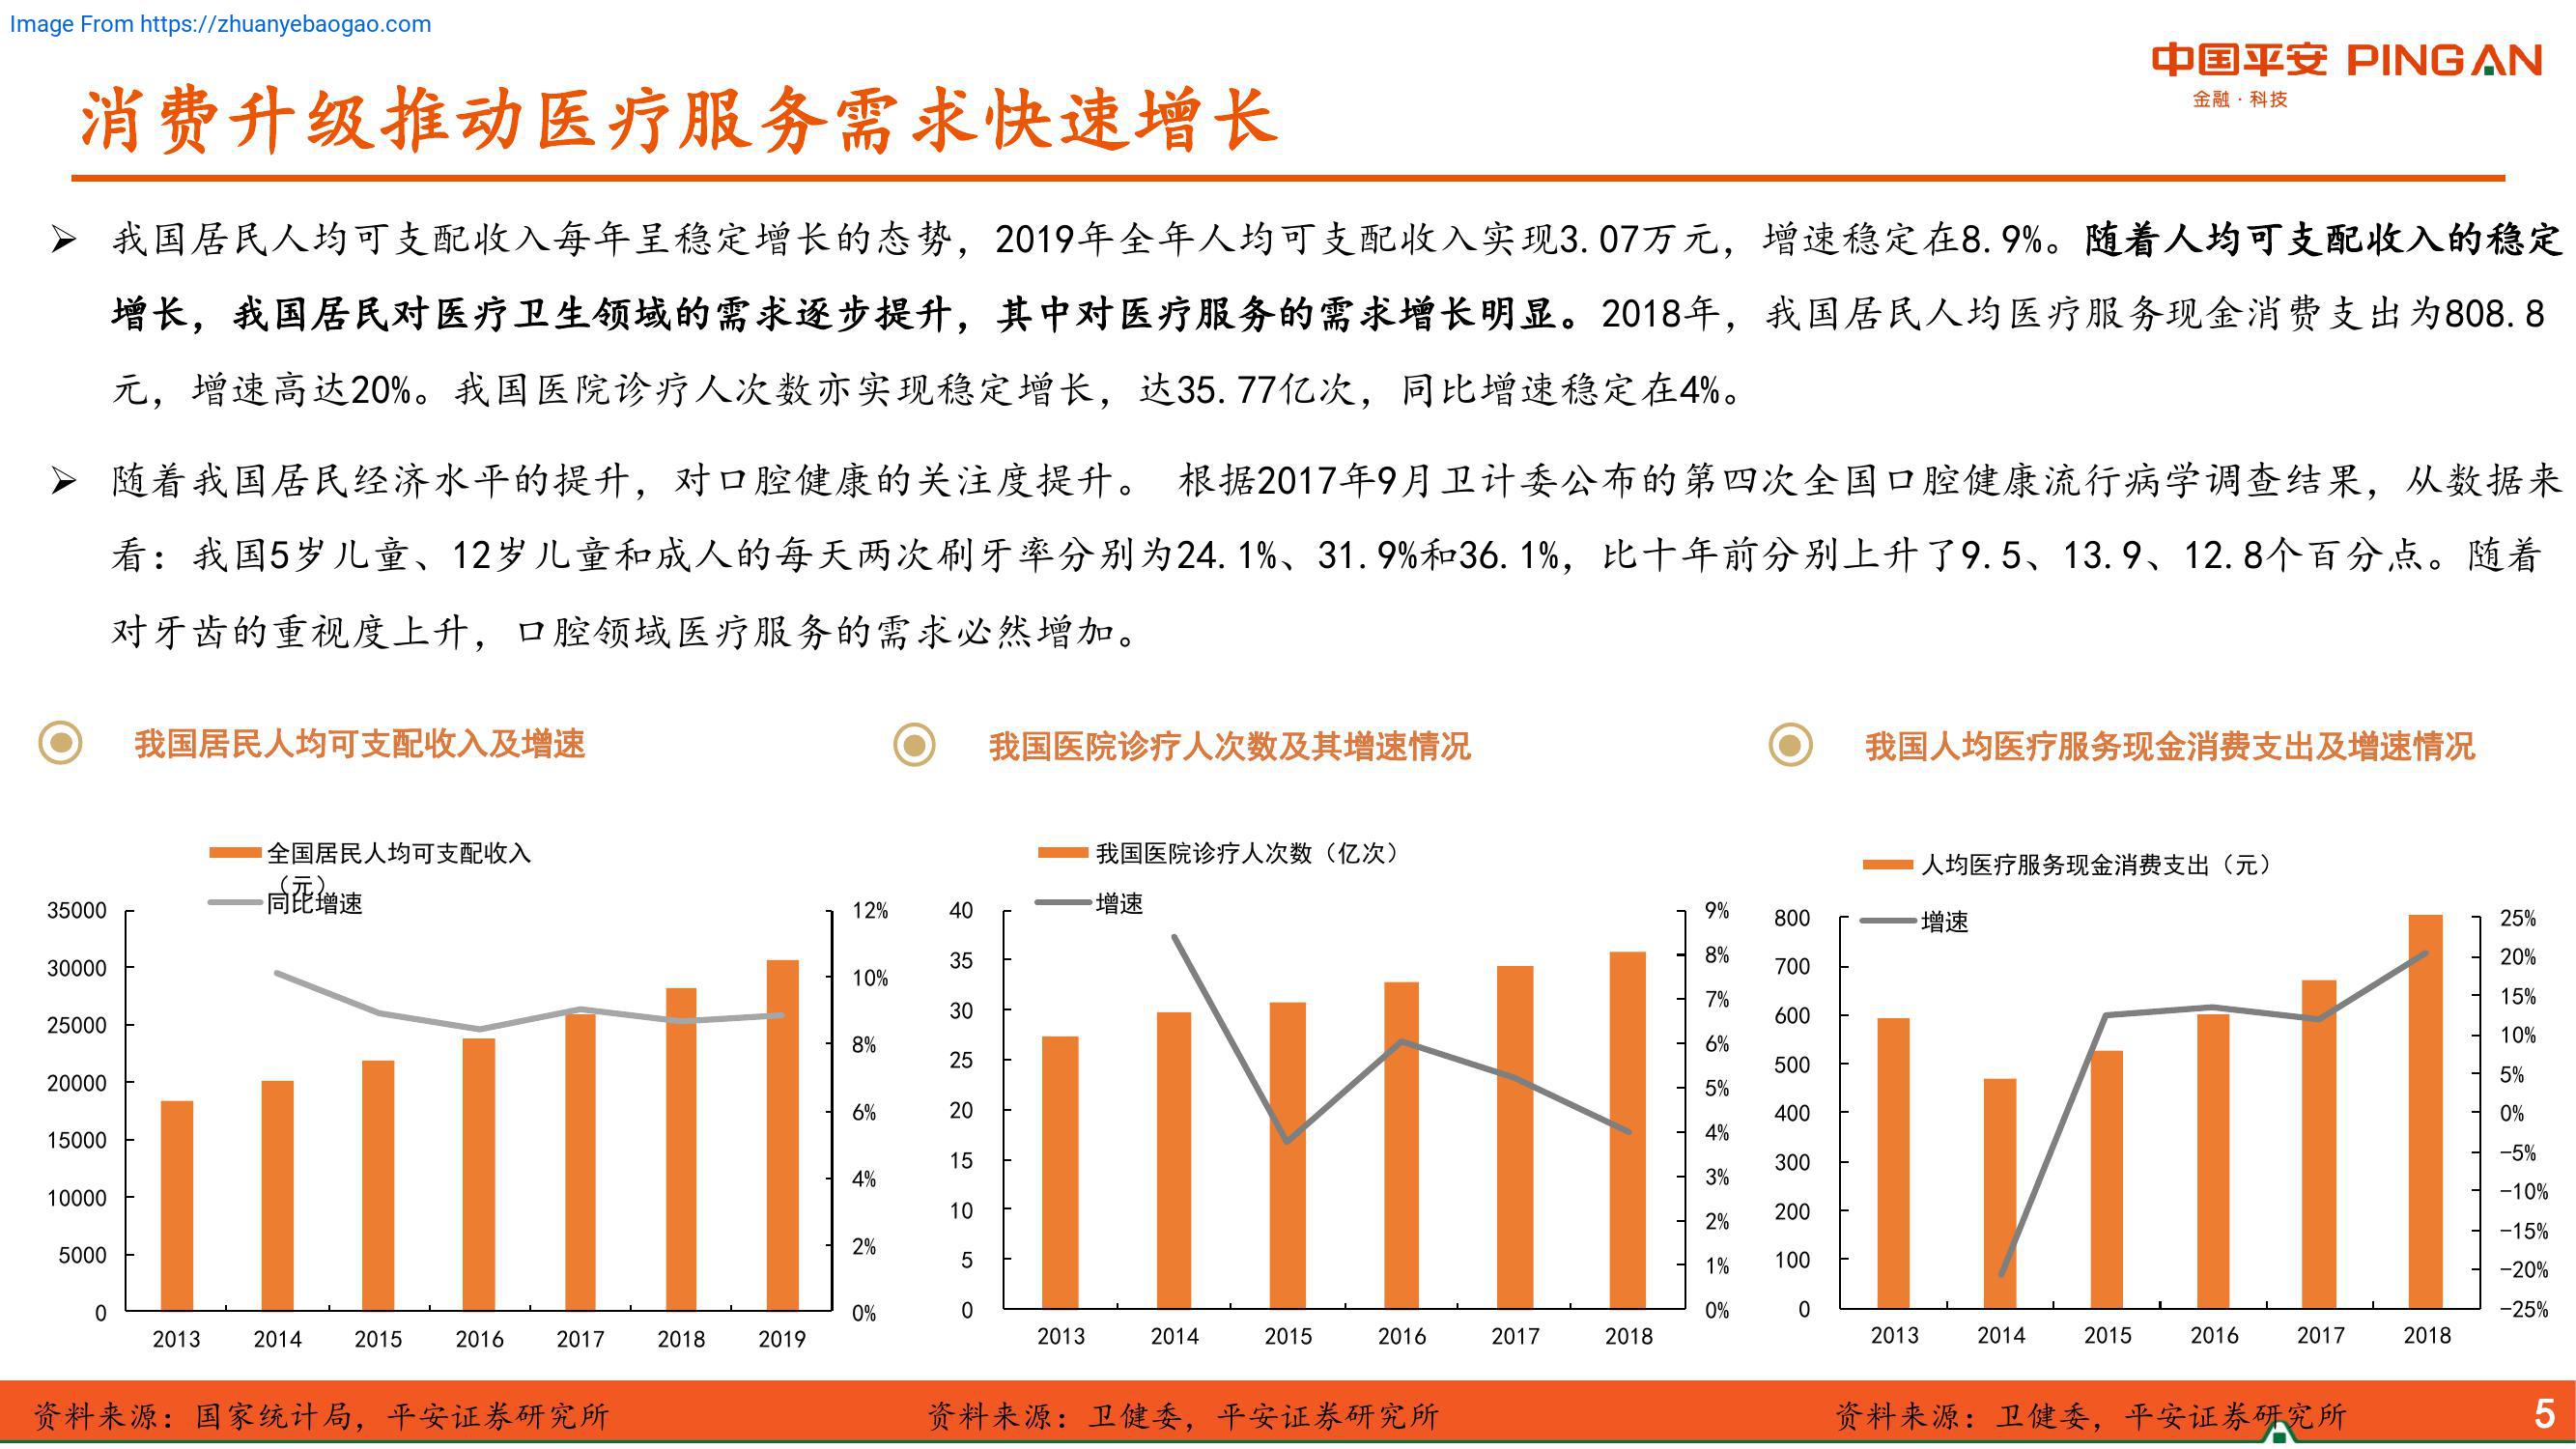 Image From https://zhuanyebaogao.com
中国平安 PINGAN
金融·科技
消费升级推动医疗服务需求快速增长
➢ 我国居民人均可支配收入每年呈稳定增长的态势，2019年全年人均可支配收入实现3.07万元，增速稳定在8.9%。随着人均可支配收入的稳定
增长，我国居民对医疗卫生领域的需求逐步提升，其中对医疗服务的需求增长明显。2018年，我国居民人均医疗服务现金消费支出为808.8
元，增速高达20%。我国医院诊疗人次数亦实现稳定增长，达35.77亿次，同比增速稳定在4%。
➢ 随着我国居民经济水平的提升，对口腔健康的关注度提升。 根据2017年9月卫计委公布的第四次全国口腔健康流行病学调查结果，从数据来
看：我国5岁儿童、12岁儿童和成人的每天两次刷牙率分别为24.1%、31.9%和36.1%，比十年前分别上升了9.5、13.9、12.8个百分点。随着
对牙齿的重视度上升，口腔领域医疗服务的需求必然增加。
我国居民人均可支配收入及增速
全国居民人均可支配收入
（元）
同比增速
35000
30000
25000
20000
15000
10000
5000
0
12%
10%
8%
6%
4%
2%
0%
2013 2014 2015 2016 2017 2018 2019
我国医院诊疗人次数及其增速情况
我国医院诊疗人次数（亿次）
增速
40
35
30
25
20
15
10
5
0
9%
8%
7%
6%
5%
4%
3%
2%
1%
0%
2013 2014 2015 2016 2017 2018
我国人均医疗服务现金消费支出及增速情况
人均医疗服务现金消费支出（元）
增速
800
700
600
500
400
300
200
100
0
25%
20%
15%
10%
5%
0%
-5%
-10%
-15%
-20%
-25%
2013 2014 2015 2016 2017 2018
资料来源：国家统计局，平安证券研究所
资料来源：卫健委，平安证券研究所
资料来源：卫健委，平安证券研究所
5